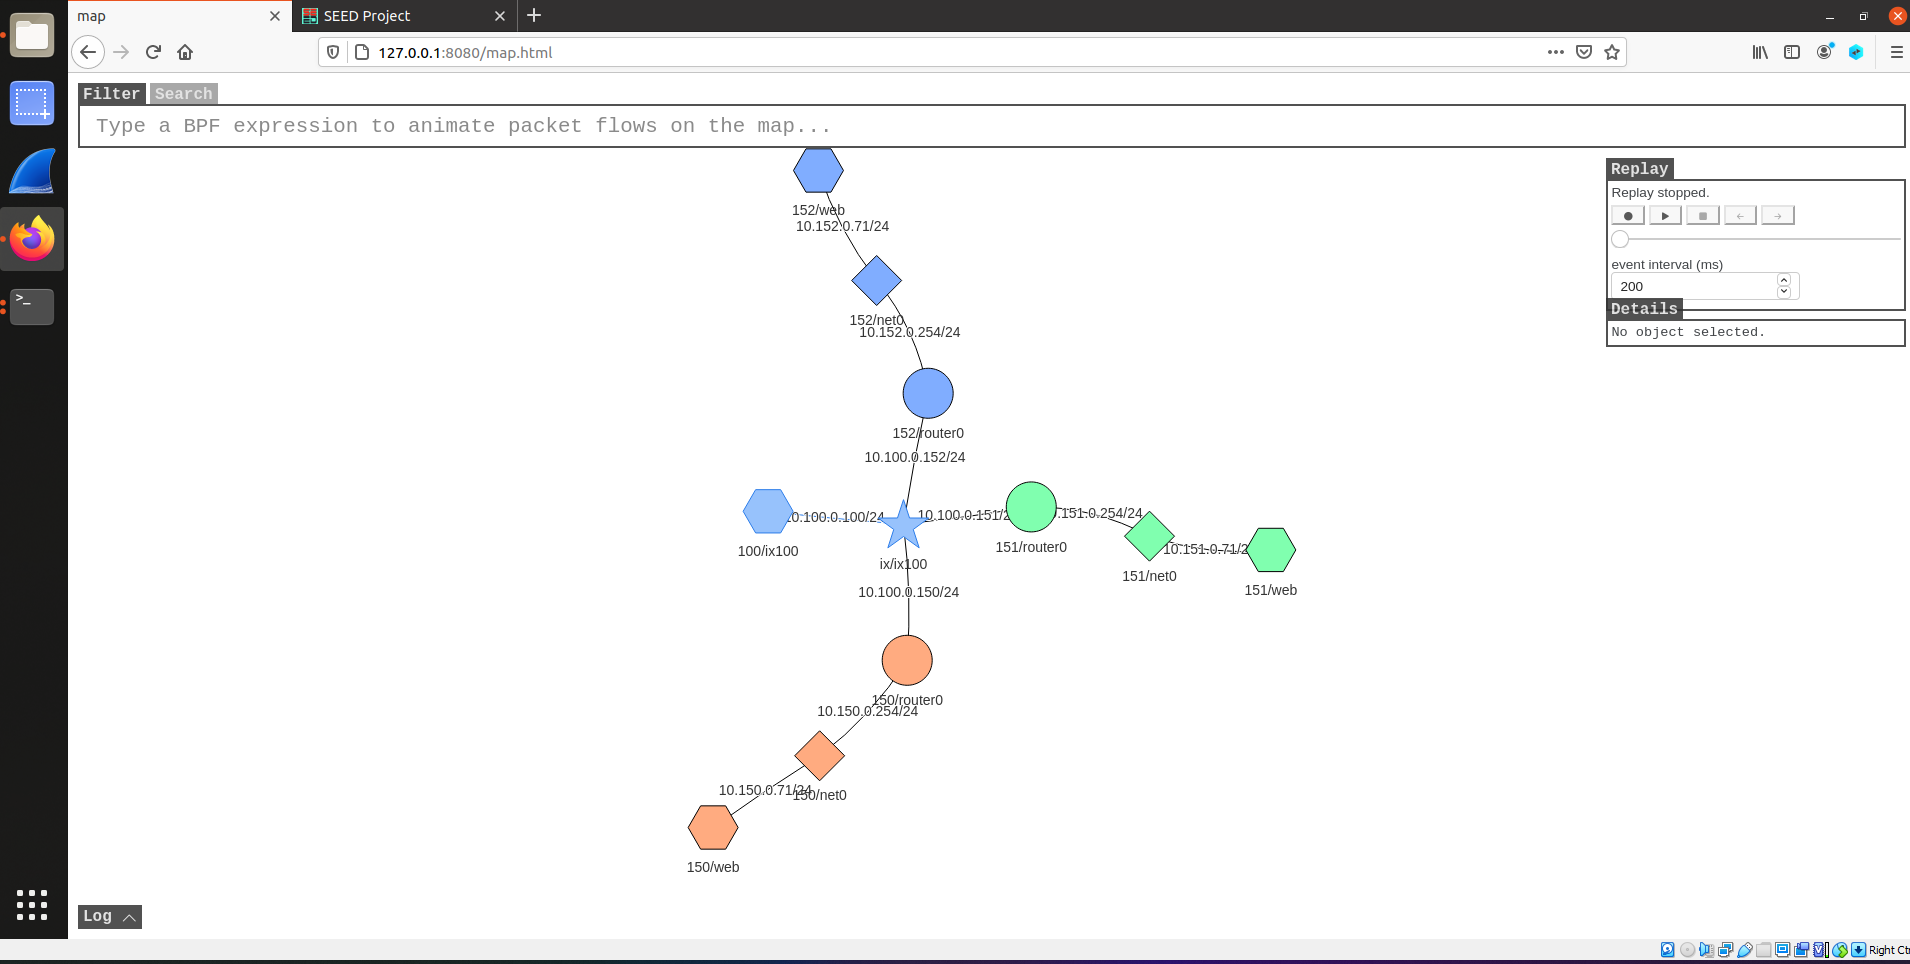 map
SEED Project
127.0.0.1:8080/map.html
Filter Search
Type a BPF expression to animate packet flows on the map...
Replay
Replay stopped.
event interval (ms)
200
Details
No object selected.
152/web
10.152.0.71/24
152/net0
10.152.0.254/24
152/router0
10.100.0.152/24
10.100.0.100/24
100/ix100
ix/ix100
10.100.0.151/2
151/router0
.151.0.254/24
151/net0
10.151.0.71/2
151/web
10.100.0.150/24
150/router0
10.150.0.254/24
150/net0
10.150.0.71/24
150/web
Log
Right Ct